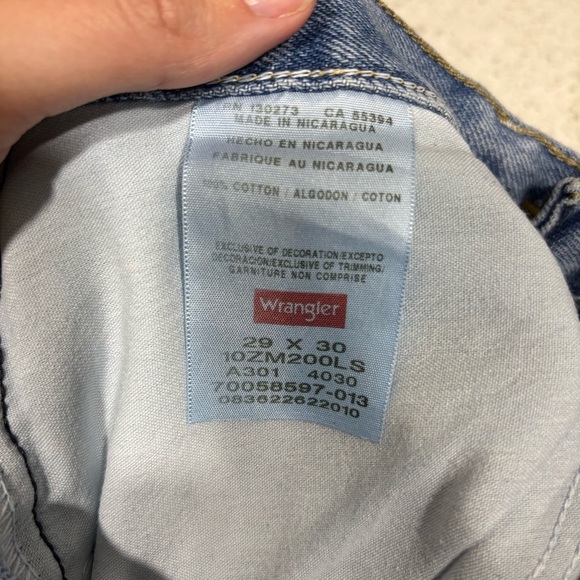 RN 130273 CA 55394
MADE IN NICARAGUA
HECHO EN NICARAGUA
FABRIQUE AU NICARAGUA
100% COTTON / ALGODON / COTON
EXCLUSIVE OF DECORATION/EXCEPTO
DECORACION/EXCLUSIVE OF TRIMMING/
GARNITURE NON COMPRISE
Wrangler
29 X 30
10ZM200LS
A301 4030
70058597-013
083622622010